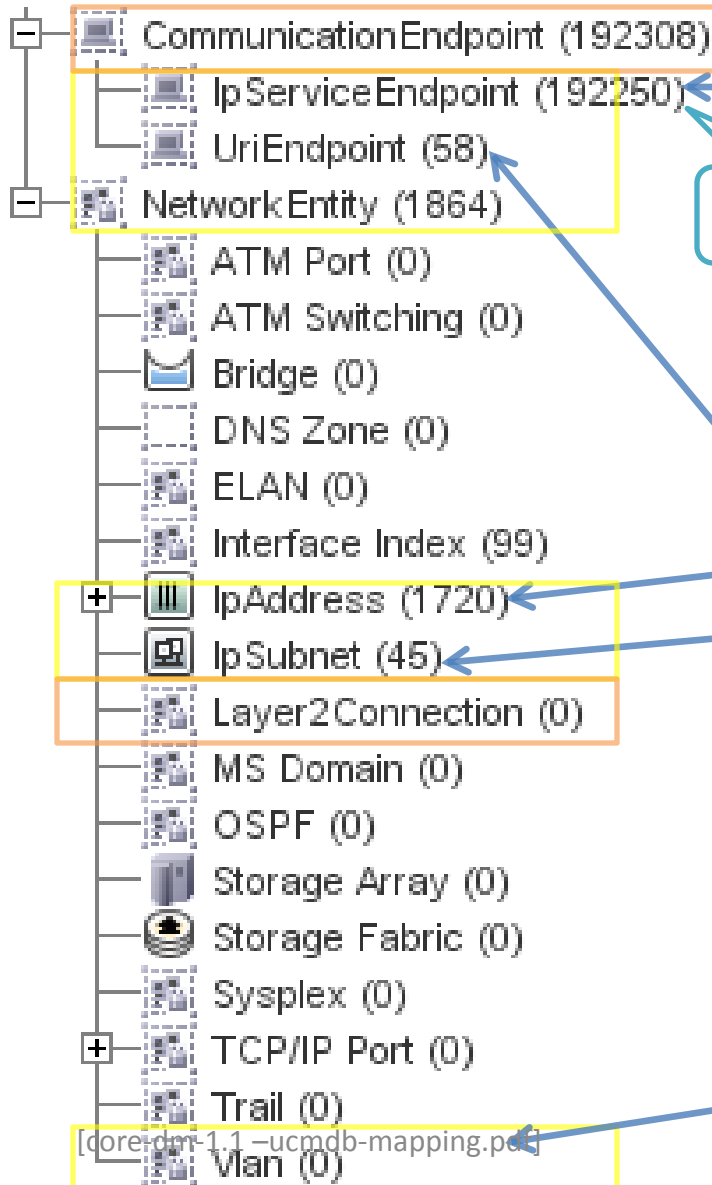 CommunicationEndpoint (192308)
IpServiceEndpoint (192250)
UriEndpoint (58)
NetworkEntity (1864)
ATM Port (0)
ATM Switching (0)
Bridge (0)
DNS Zone (0)
ELAN (0)
Interface Index (99)
IpAddress (1720)
IpSubnet (45)
Layer2Connection (0)
MS Domain (0)
OSPF (0)
Storage Array (0)
Storage Fabric (0)
Sysplex (0)
TCP/IP Port (0)
Trail (0)
[core-dm-1.1 –ucmdb-mapping.pdf]
Vlan (0)